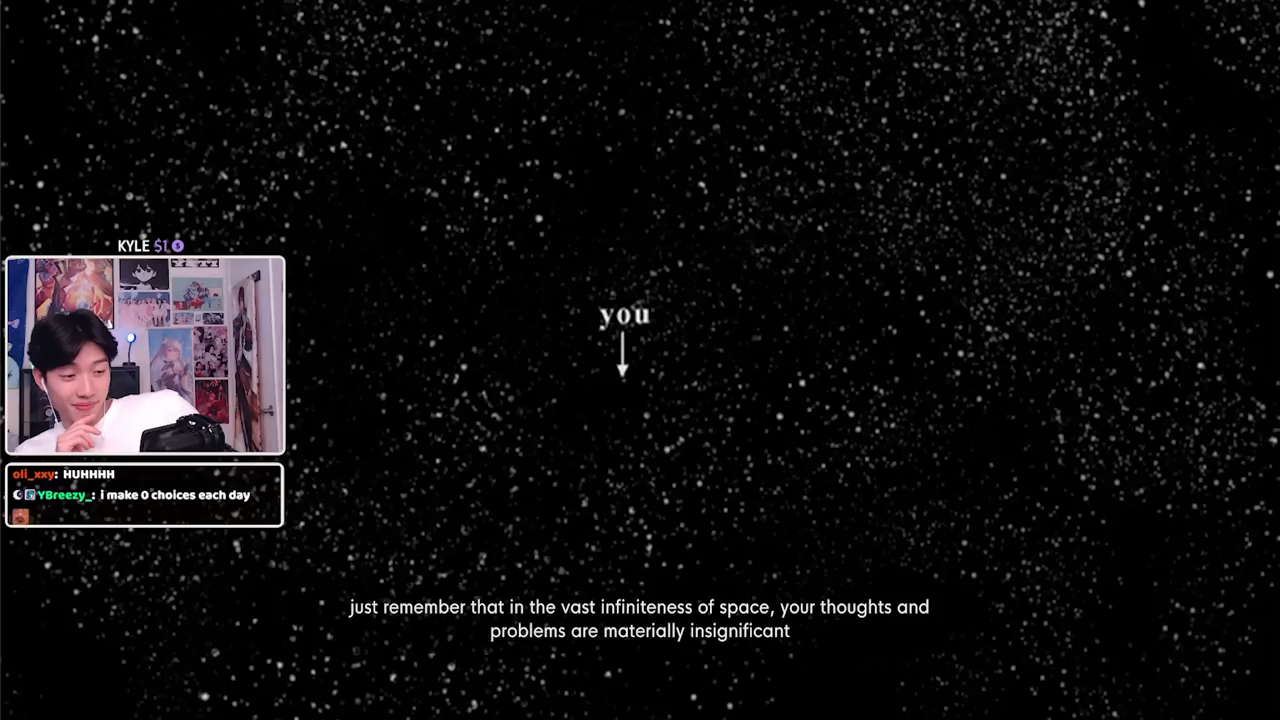 KYLE $1
oli_xxy: HUHHHH
YBreezy_: i make 0 choices each day
you
just remember that in the vast infiniteness of space, your thoughts and
problems are materially insignificant